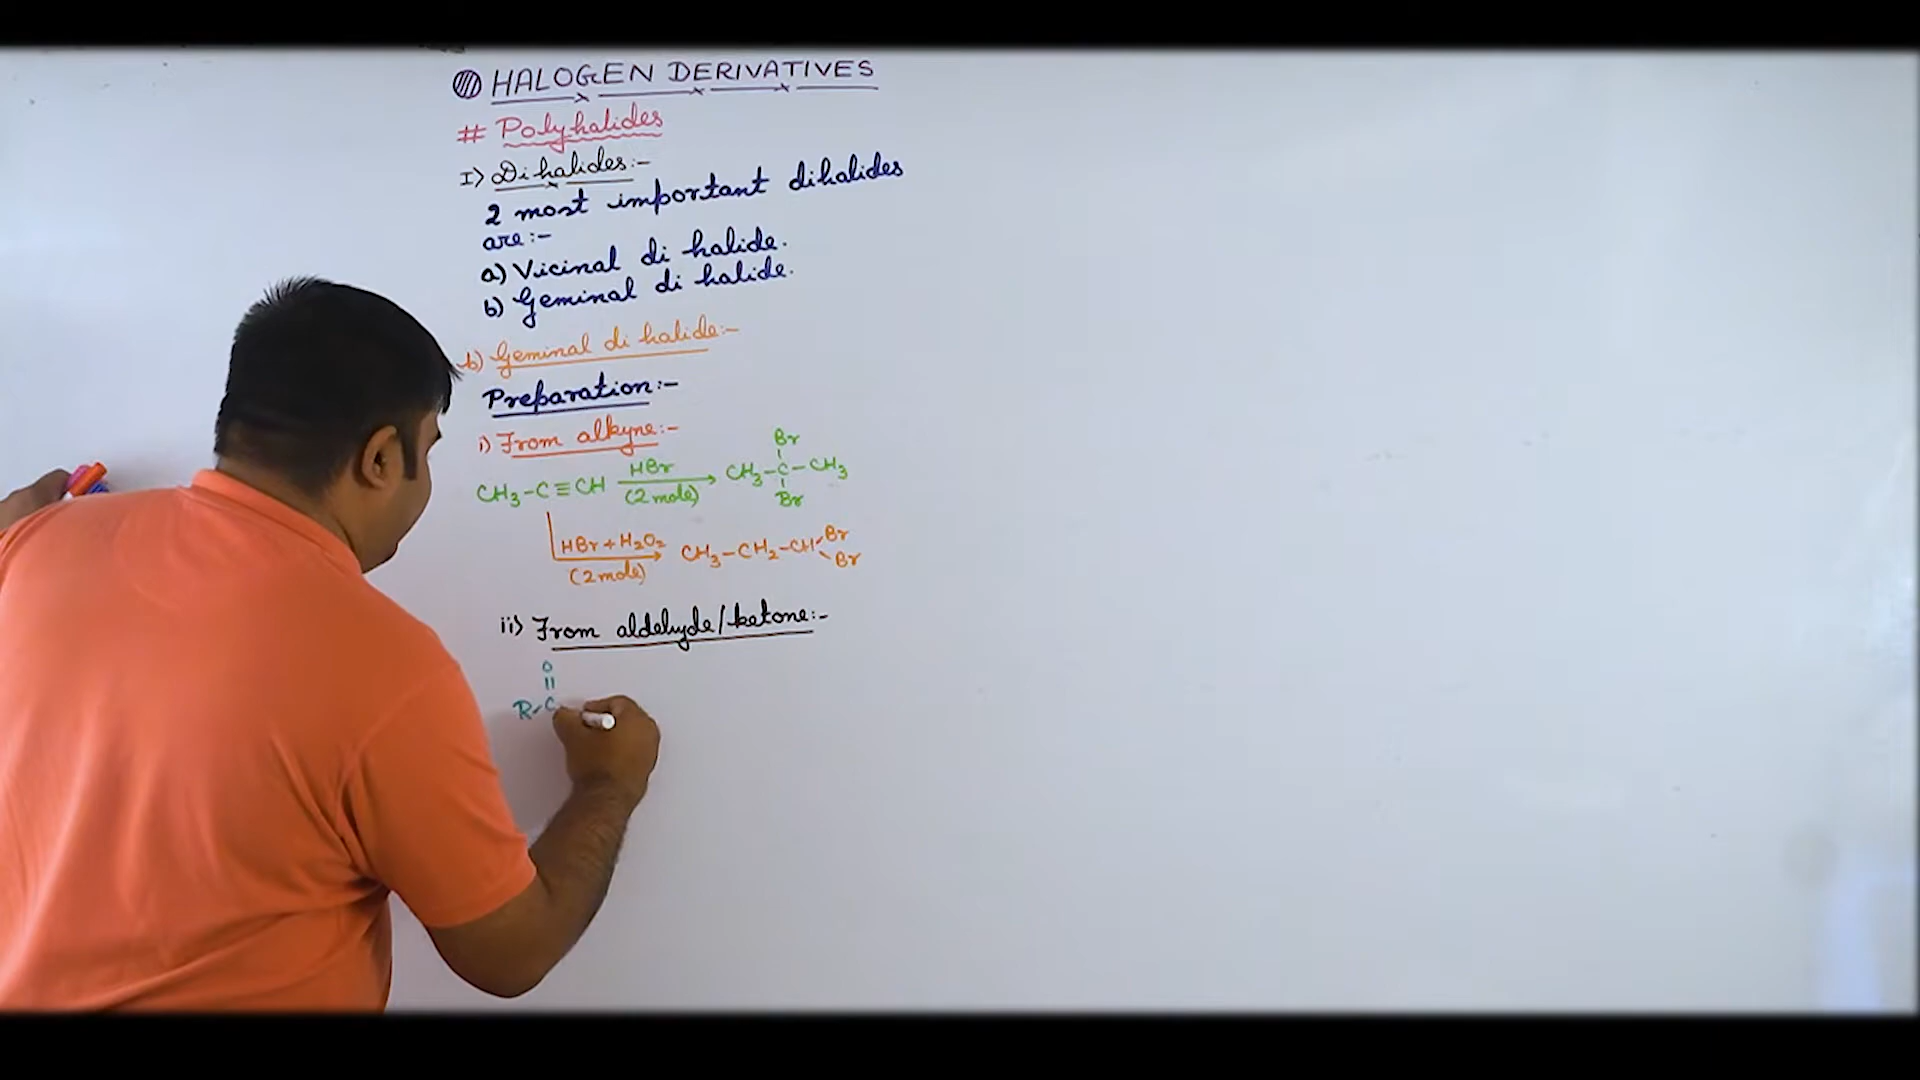 HALOGEN DERIVATIVES
# Polyhalides
I> Dihalides:-
2 most important dihalides
are:-
a) Vicinal di halide.
b) Geminal di halide.
b) Geminal di halide:-
Preparation:-
i) From alkyne:-
Br
CH₃-C≡CH HBr (2 mole) CH₃-C-CH₃
Br
HBr+H₂O₂ (2 mole) CH₃-CH₂-CH Br
Br
ii> From aldehyde/ketone:-
O
R-C